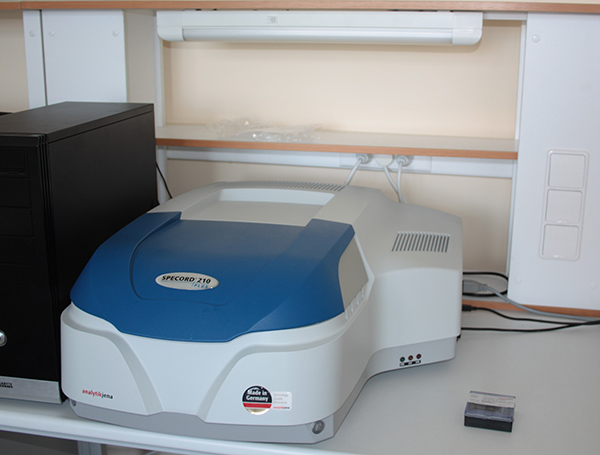 SPECORD 210
PLUS
analytikjena
Made in
Germany